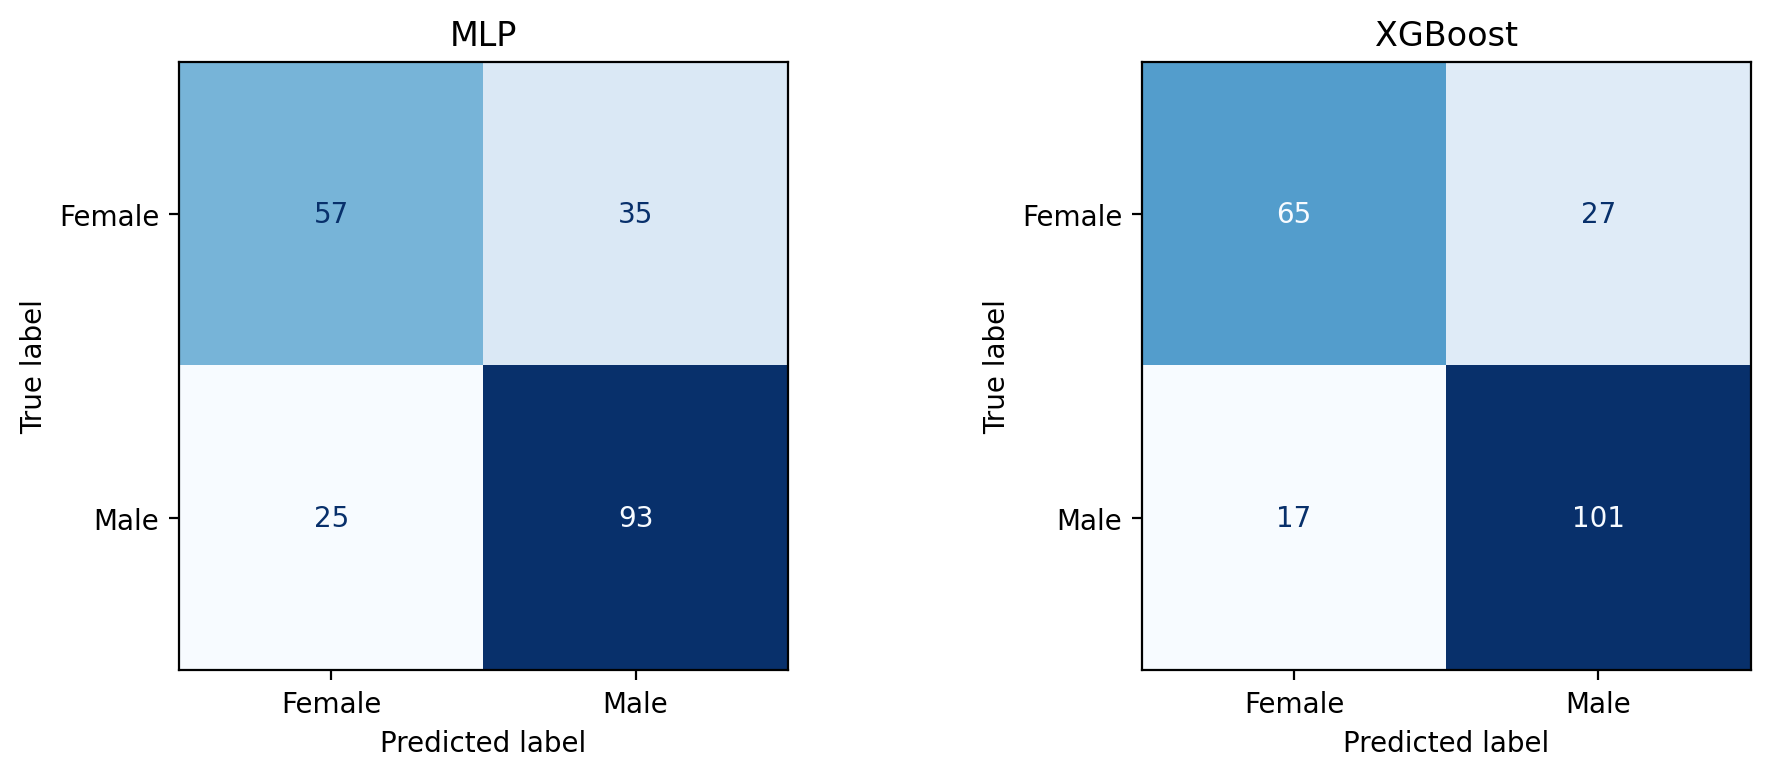 MLP
Female
57
35
Male
25
93
Female
Male
Predicted label
True label
XGBoost
Female
65
27
Male
17
101
Female
Male
Predicted label
True label